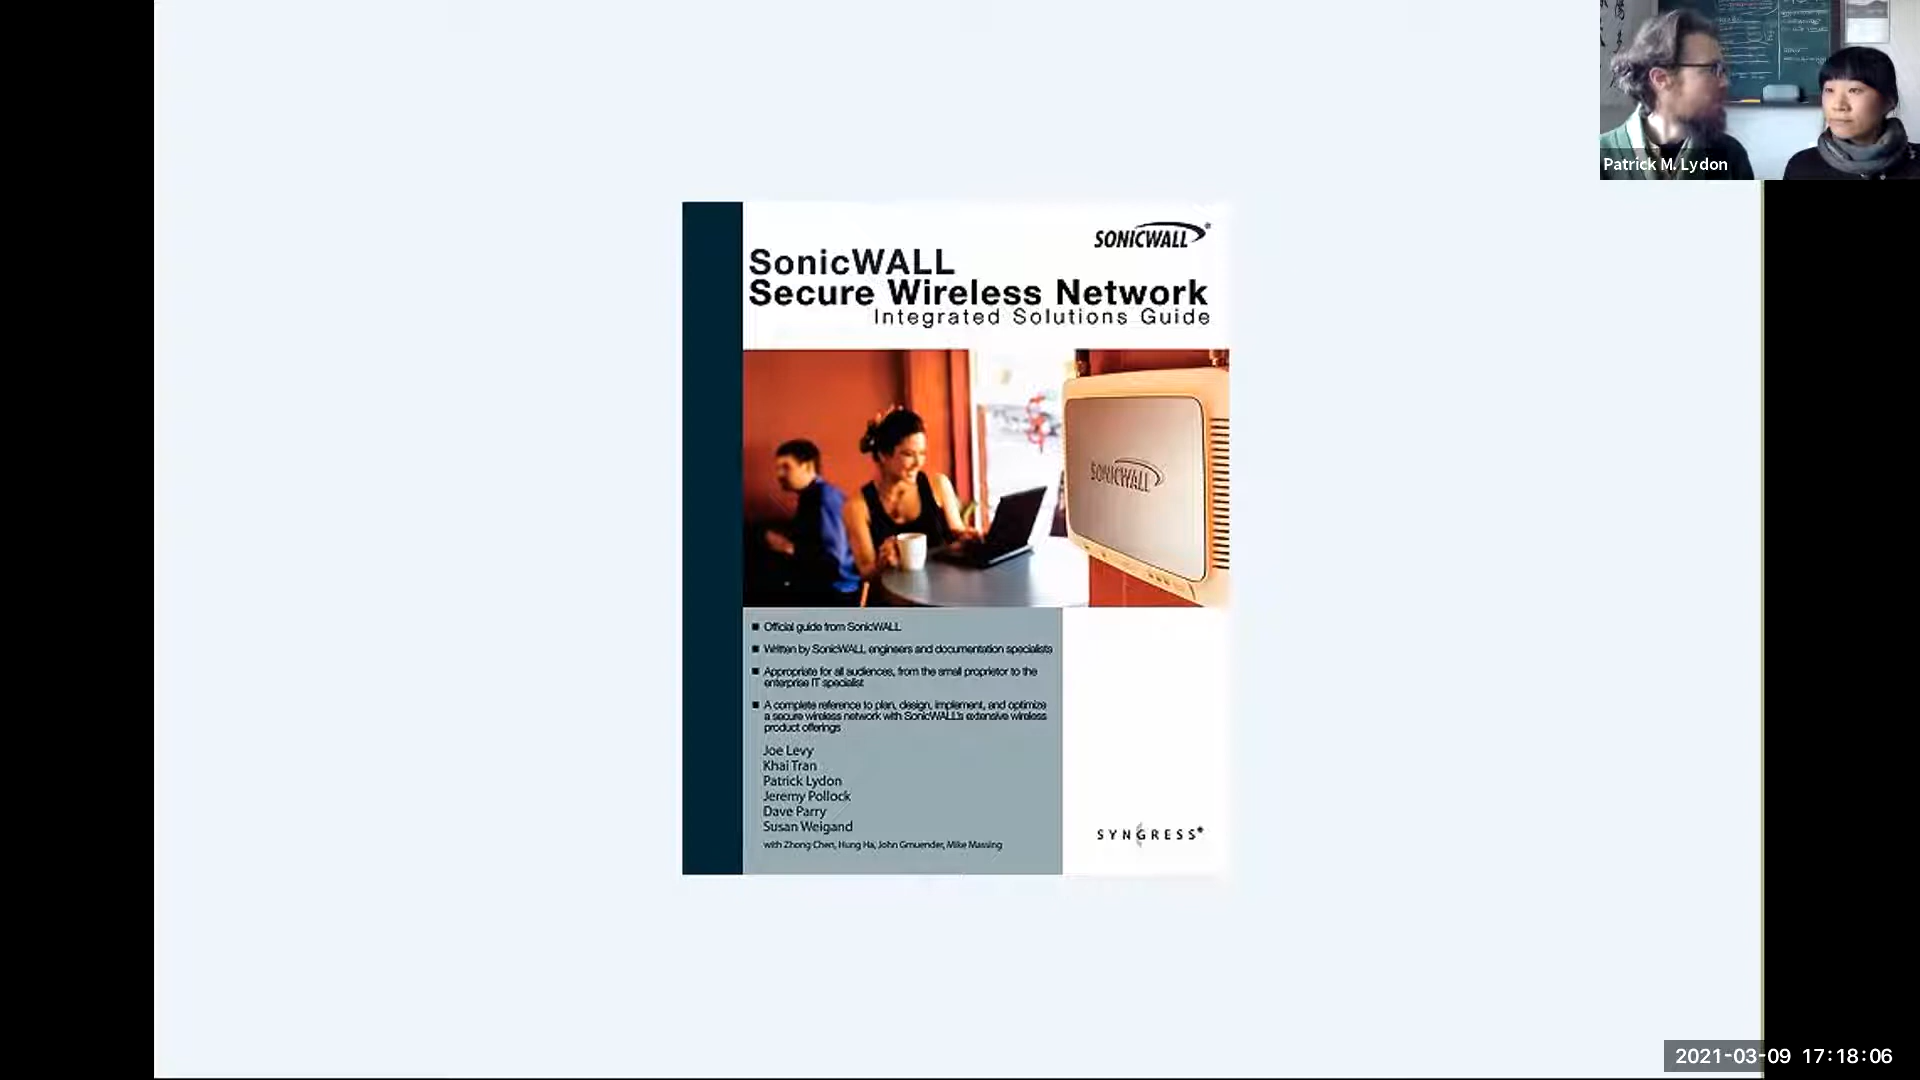 Patrick M. Lydon
SONICWALL
SonicWALL
Secure Wireless Network
Integrated Solutions Guide
SONICWALL
■ Official guide from SonicWALL
■ Written by SonicWALL engineers and documentation specialists
■ Appropriate for all audiences, from the small proprietor to the
enterprise IT specialist
■ A complete reference to plan, design, implement, and optimize
a secure wireless network with SonicWALL's extensive wireless
product offerings
Joe Levy
Khai Tran
Patrick Lydon
Jeremy Pollock
Dave Parry
Susan Weigand
with Zhong Chen, Hung Ha, John Gmuender, Mike Massing
SYNGRESS®
2021-03-09 17:18:06